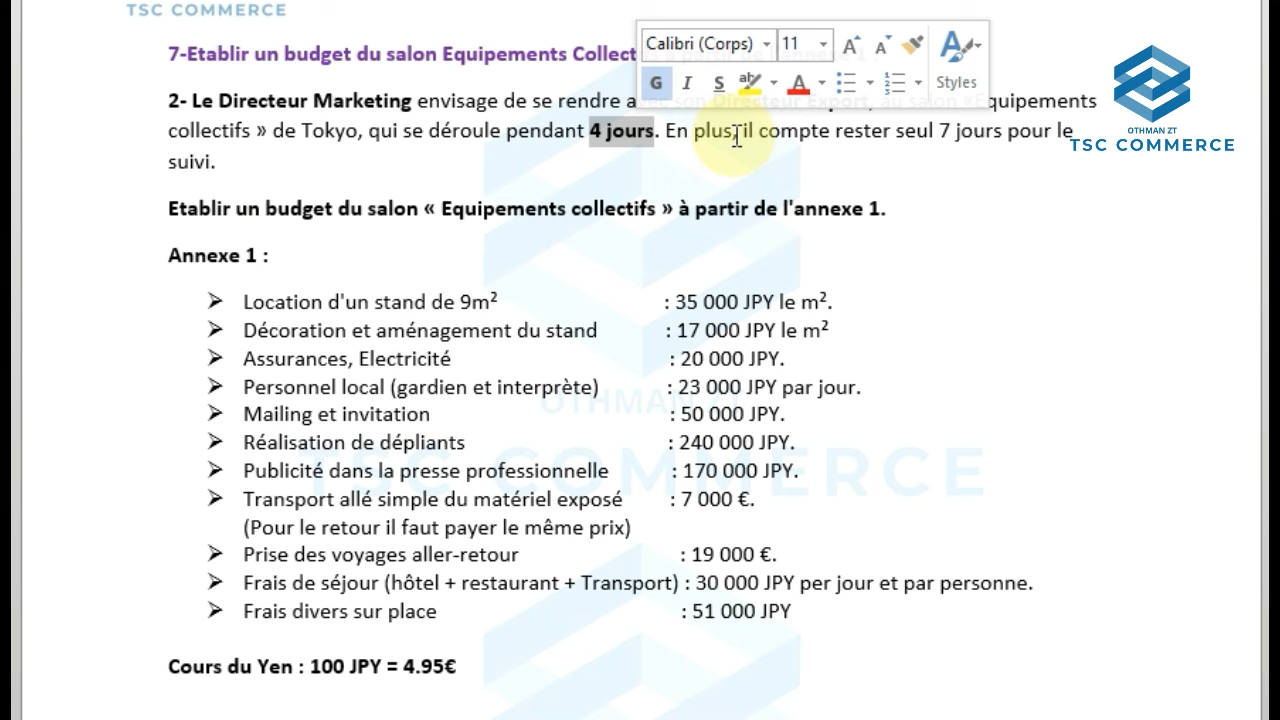 TSC COMMERCE
7-Etablir un budget du salon Equipements Collect
Calibri (Corps) 11
G I S ab A Styles
2- Le Directeur Marketing envisage de se rendre avec son Directeur Export, au salon «Equipements
collectifs » de Tokyo, qui se déroule pendant 4 jours. En plus, il compte rester seul 7 jours pour le
suivi.
OTHMAN ZT
TSC COMMERCE
Etablir un budget du salon « Equipements collectifs » à partir de l'annexe 1.
Annexe 1 :
Location d'un stand de 9m² : 35 000 JPY le m².
Décoration et aménagement du stand : 17 000 JPY le m²
Assurances, Electricité : 20 000 JPY.
Personnel local (gardien et interprète) : 23 000 JPY par jour.
Mailing et invitation : 50 000 JPY.
Réalisation de dépliants : 240 000 JPY.
Publicité dans la presse professionnelle : 170 000 JPY.
Transport allé simple du matériel exposé : 7 000 €.
(Pour le retour il faut payer le même prix)
Prise des voyages aller-retour : 19 000 €.
Frais de séjour (hôtel + restaurant + Transport) : 30 000 JPY per jour et par personne.
Frais divers sur place : 51 000 JPY
Cours du Yen : 100 JPY = 4.95€
OTHMAN ZT
TSC COMMERCE